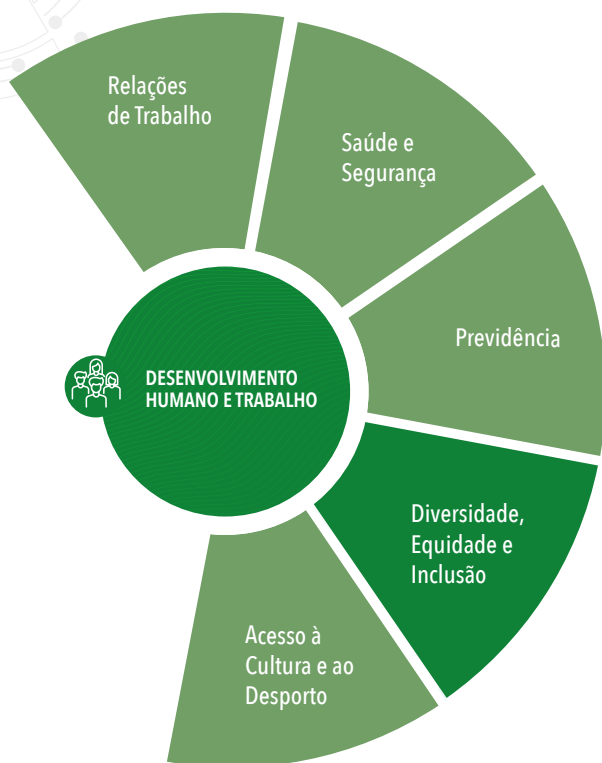 Relações
de Trabalho
Saúde e
Segurança
Previdência
DESENVOLVIMENTO
HUMANO E TRABALHO
Diversidade,
Equidade e
Inclusão
Acesso à
Cultura e ao
Desporto